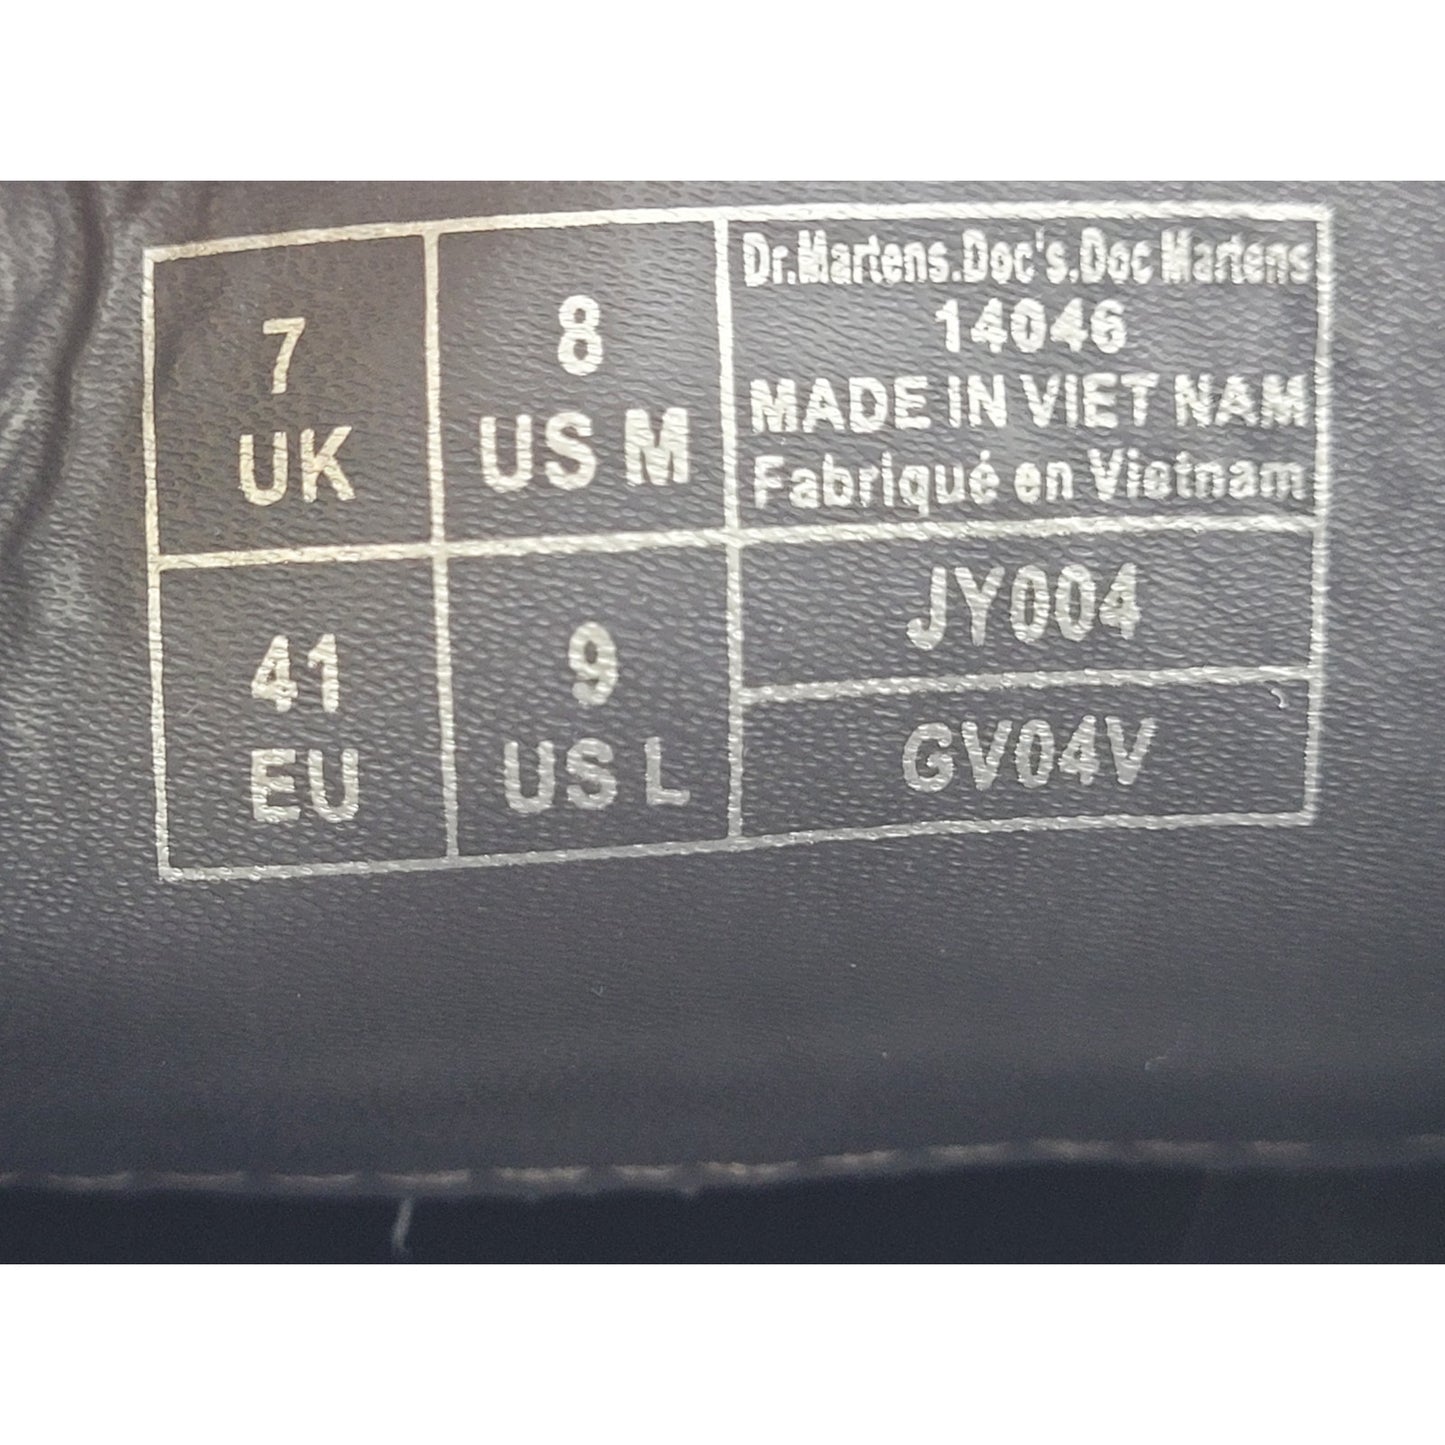 7
UK
8
US M
Dr.Martens.Doc's.Doc Martens
14046
MADE IN VIET NAM
Fabriqué en Vietnam
41
EU
9
US L
JY004
GV04V